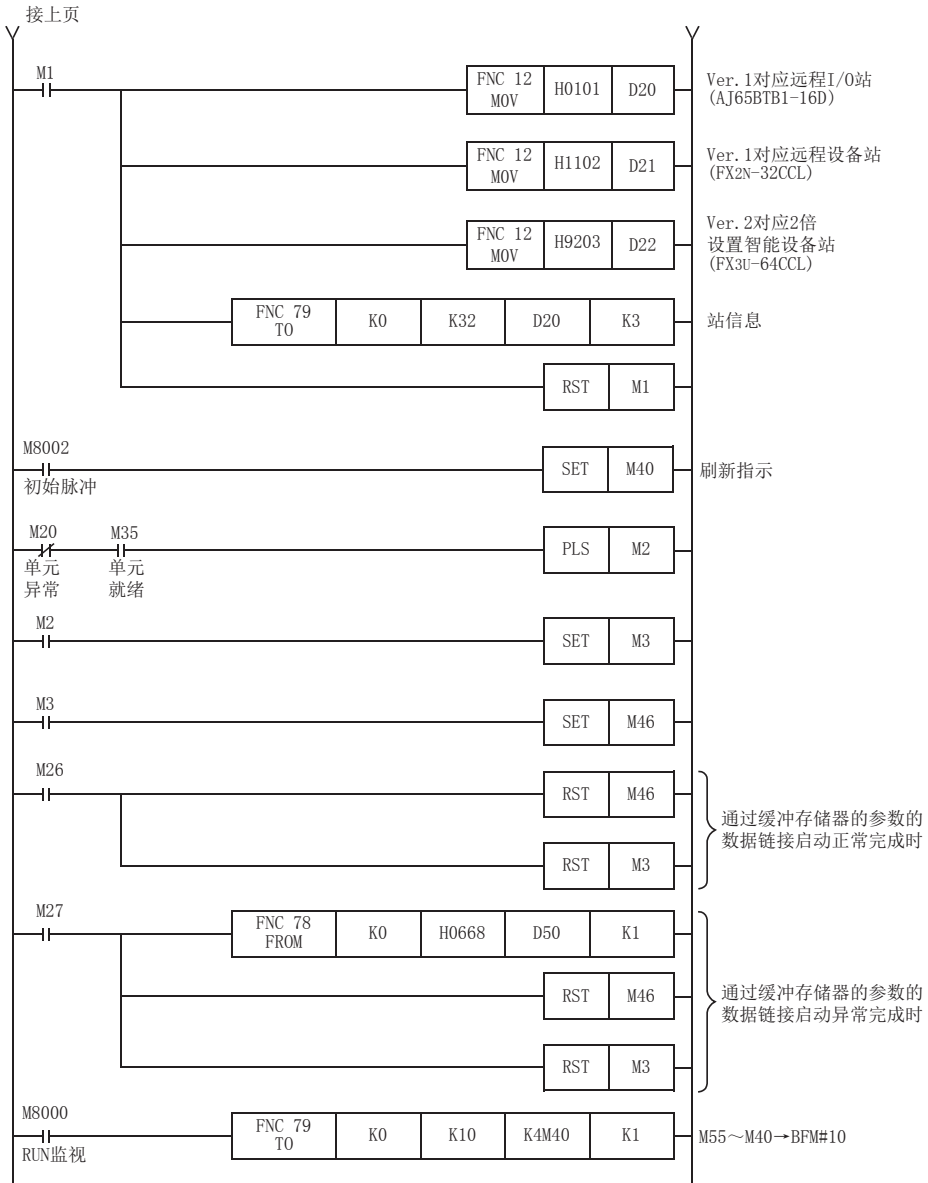 接上页
M1
FNC 12
MOV
H0101
D20
Ver.1对应远程I/O站
(AJ65BTB1-16D)
FNC 12
MOV
H1102
D21
Ver.1对应远程设备站
(FX2N-32CCL)
FNC 12
MOV
H9203
D22
Ver.2对应2倍
设置智能设备站
(FX3U-64CCL)
FNC 79
TO
K0
K32
D20
K3
站信息
RST
M1
M8002
初始脉冲
SET
M40
刷新指示
M20
单元
异常
M35
单元
就绪
PLS
M2
M2
SET
M3
M3
SET
M46
M26
RST
M46
RST
M3
通过缓冲存储器的参数的
数据链接启动正常完成时
M27
FNC 78
FROM
K0
H0668
D50
K1
RST
M46
RST
M3
通过缓冲存储器的参数的
数据链接启动异常完成时
M8000
RUN监视
FNC 79
TO
K0
K10
K4M40
K1
M55～M40→BFM#10